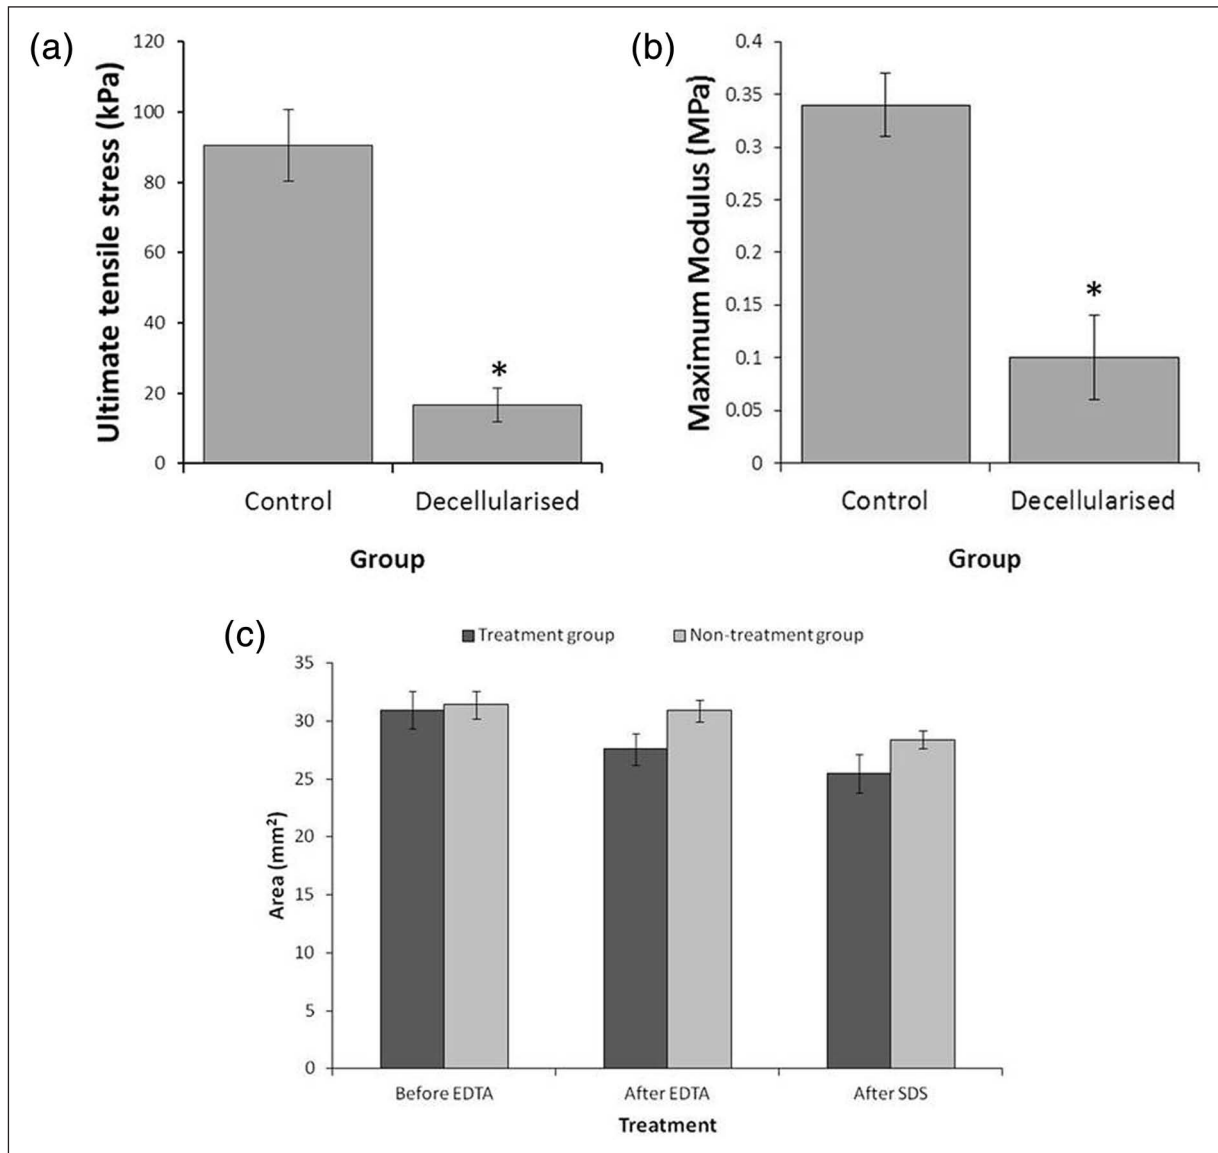 (a)
Ultimate tensile stress (kPa)
120
100
80
60
40
20
0
*
Control Decellularised
Group
(b)
Maximum Modulus (MPa)
0.4
0.35
0.3
0.25
0.2
0.15
0.1
0.05
0
*
Control Decellularised
Group
(c)
Treatment group Non-treatment group
Area (mm²)
35
30
25
20
15
10
5
0
Before EDTA After EDTA After SDS
Treatment